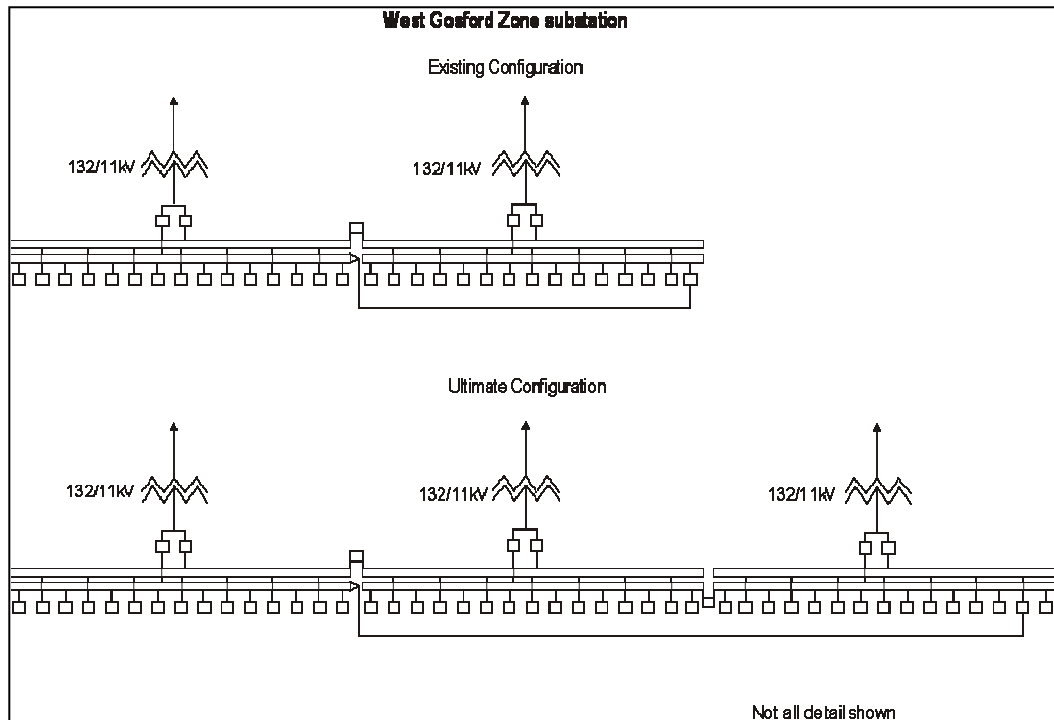 West Gosford Zone substation
Existing Configuration
132/11kV
132/11kV
Ultimate Configuration
132/11kV
132/11kV
132/11kV
Not all detail shown